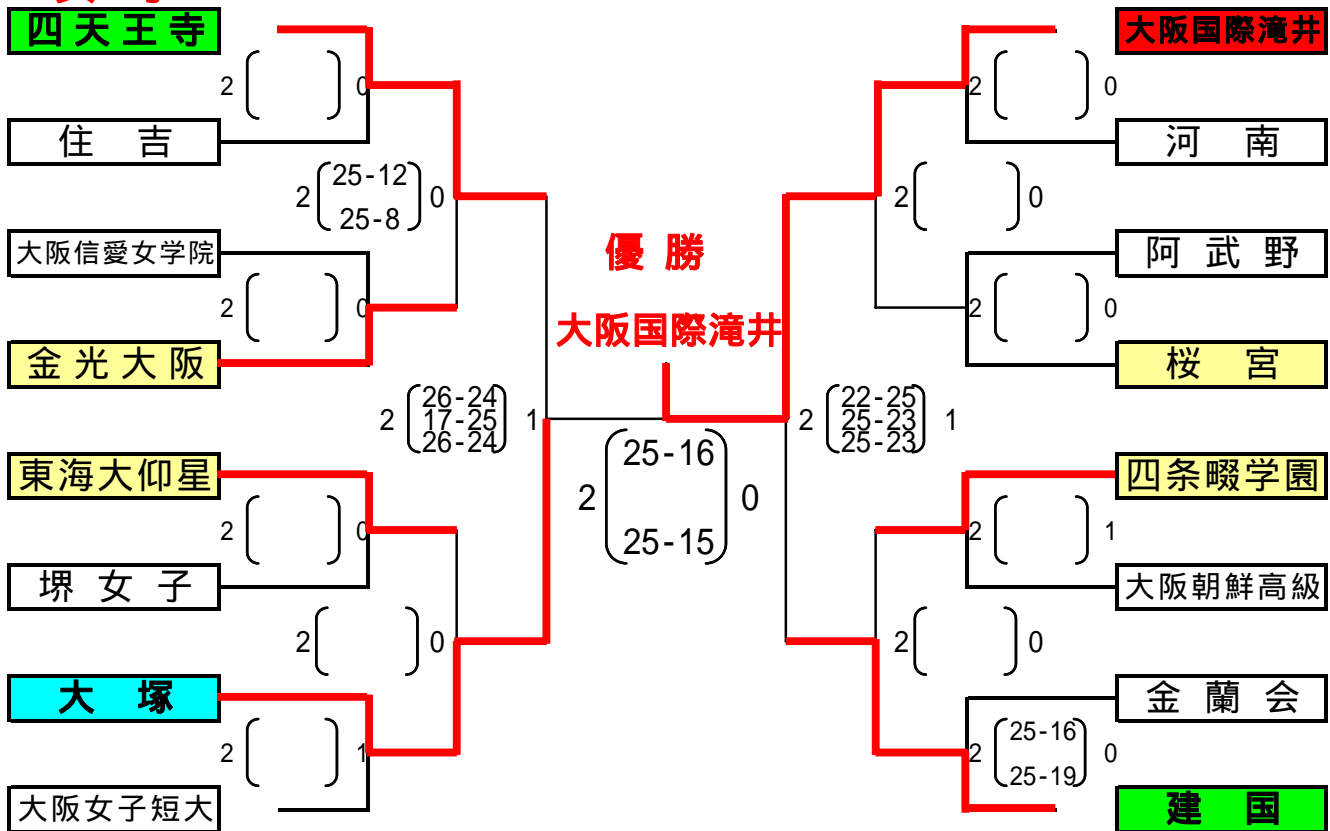 四天王寺
大阪国際滝井
2 0
2 0
住 吉
河 南
25-12
2 0
25-8
2 0
大阪信愛女学院
阿 武 野
優 勝
2 0
2 0
大阪国際滝井
金 光 大 阪
桜 宮
26-24
2 17-25 1
26-24
22-25
2 25-23 1
25-23
25-16
2 0
25-15
東海大仰星
四条畷学園
2 0
2 1
堺 女 子
大阪朝鮮高級
2 0
2 0
大 塚
金 蘭 会
2 1
25-16
2 0
25-19
大阪女子短大
建 国